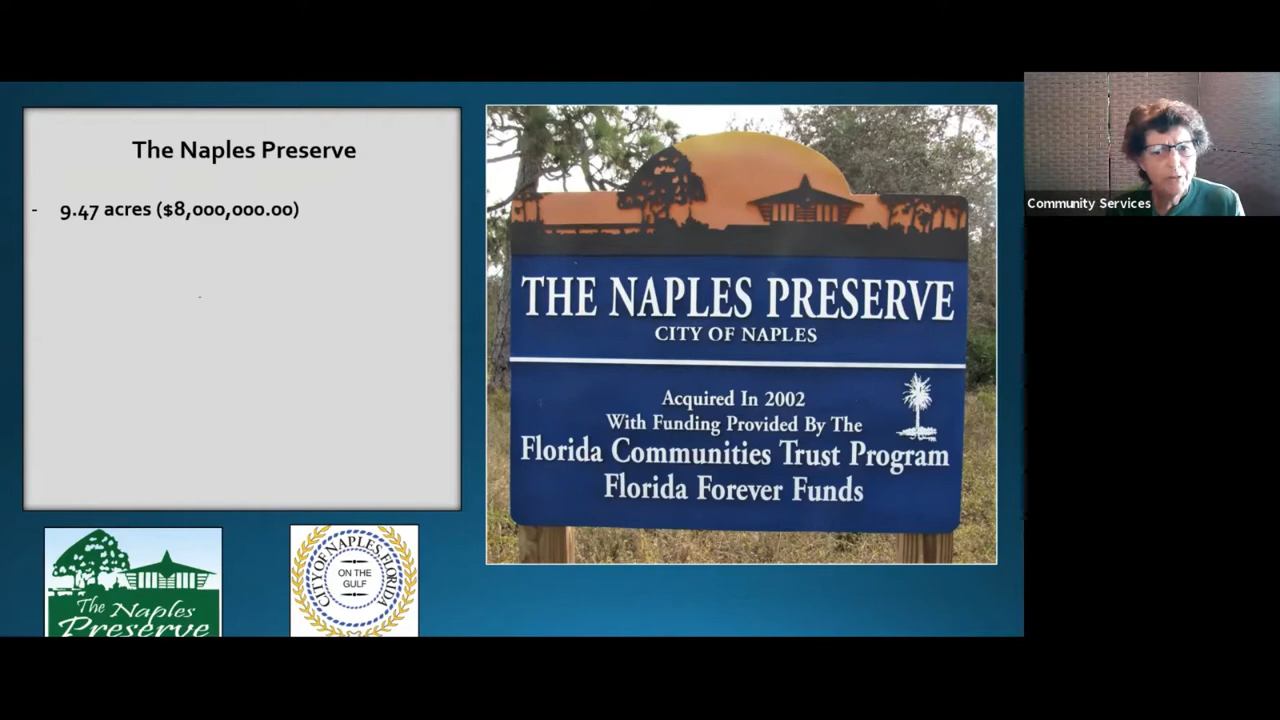 The Naples Preserve
- 9.47 acres ($8,000,000.00)
THE NAPLES PRESERVE
CITY OF NAPLES
Acquired In 2002
With Funding Provided By The
Florida Communities Trust Program
Florida Forever Funds
Community Services
The Naples
Preserve
CITY OF NAPLES, FLORIDA
ON THE
GULF